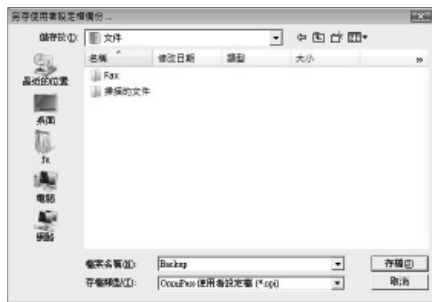 另存使用者設定檔備份...
儲存於(I):
文件
名稱
修改日期
類型
大小
»
Fax
掃描的文件
最近的位置
桌面
fx
電腦
網路
檔案名稱(N):
Backup
存檔(S)
存檔類型(T):
OmniPass 使用者設定檔 (*.opi)
取消